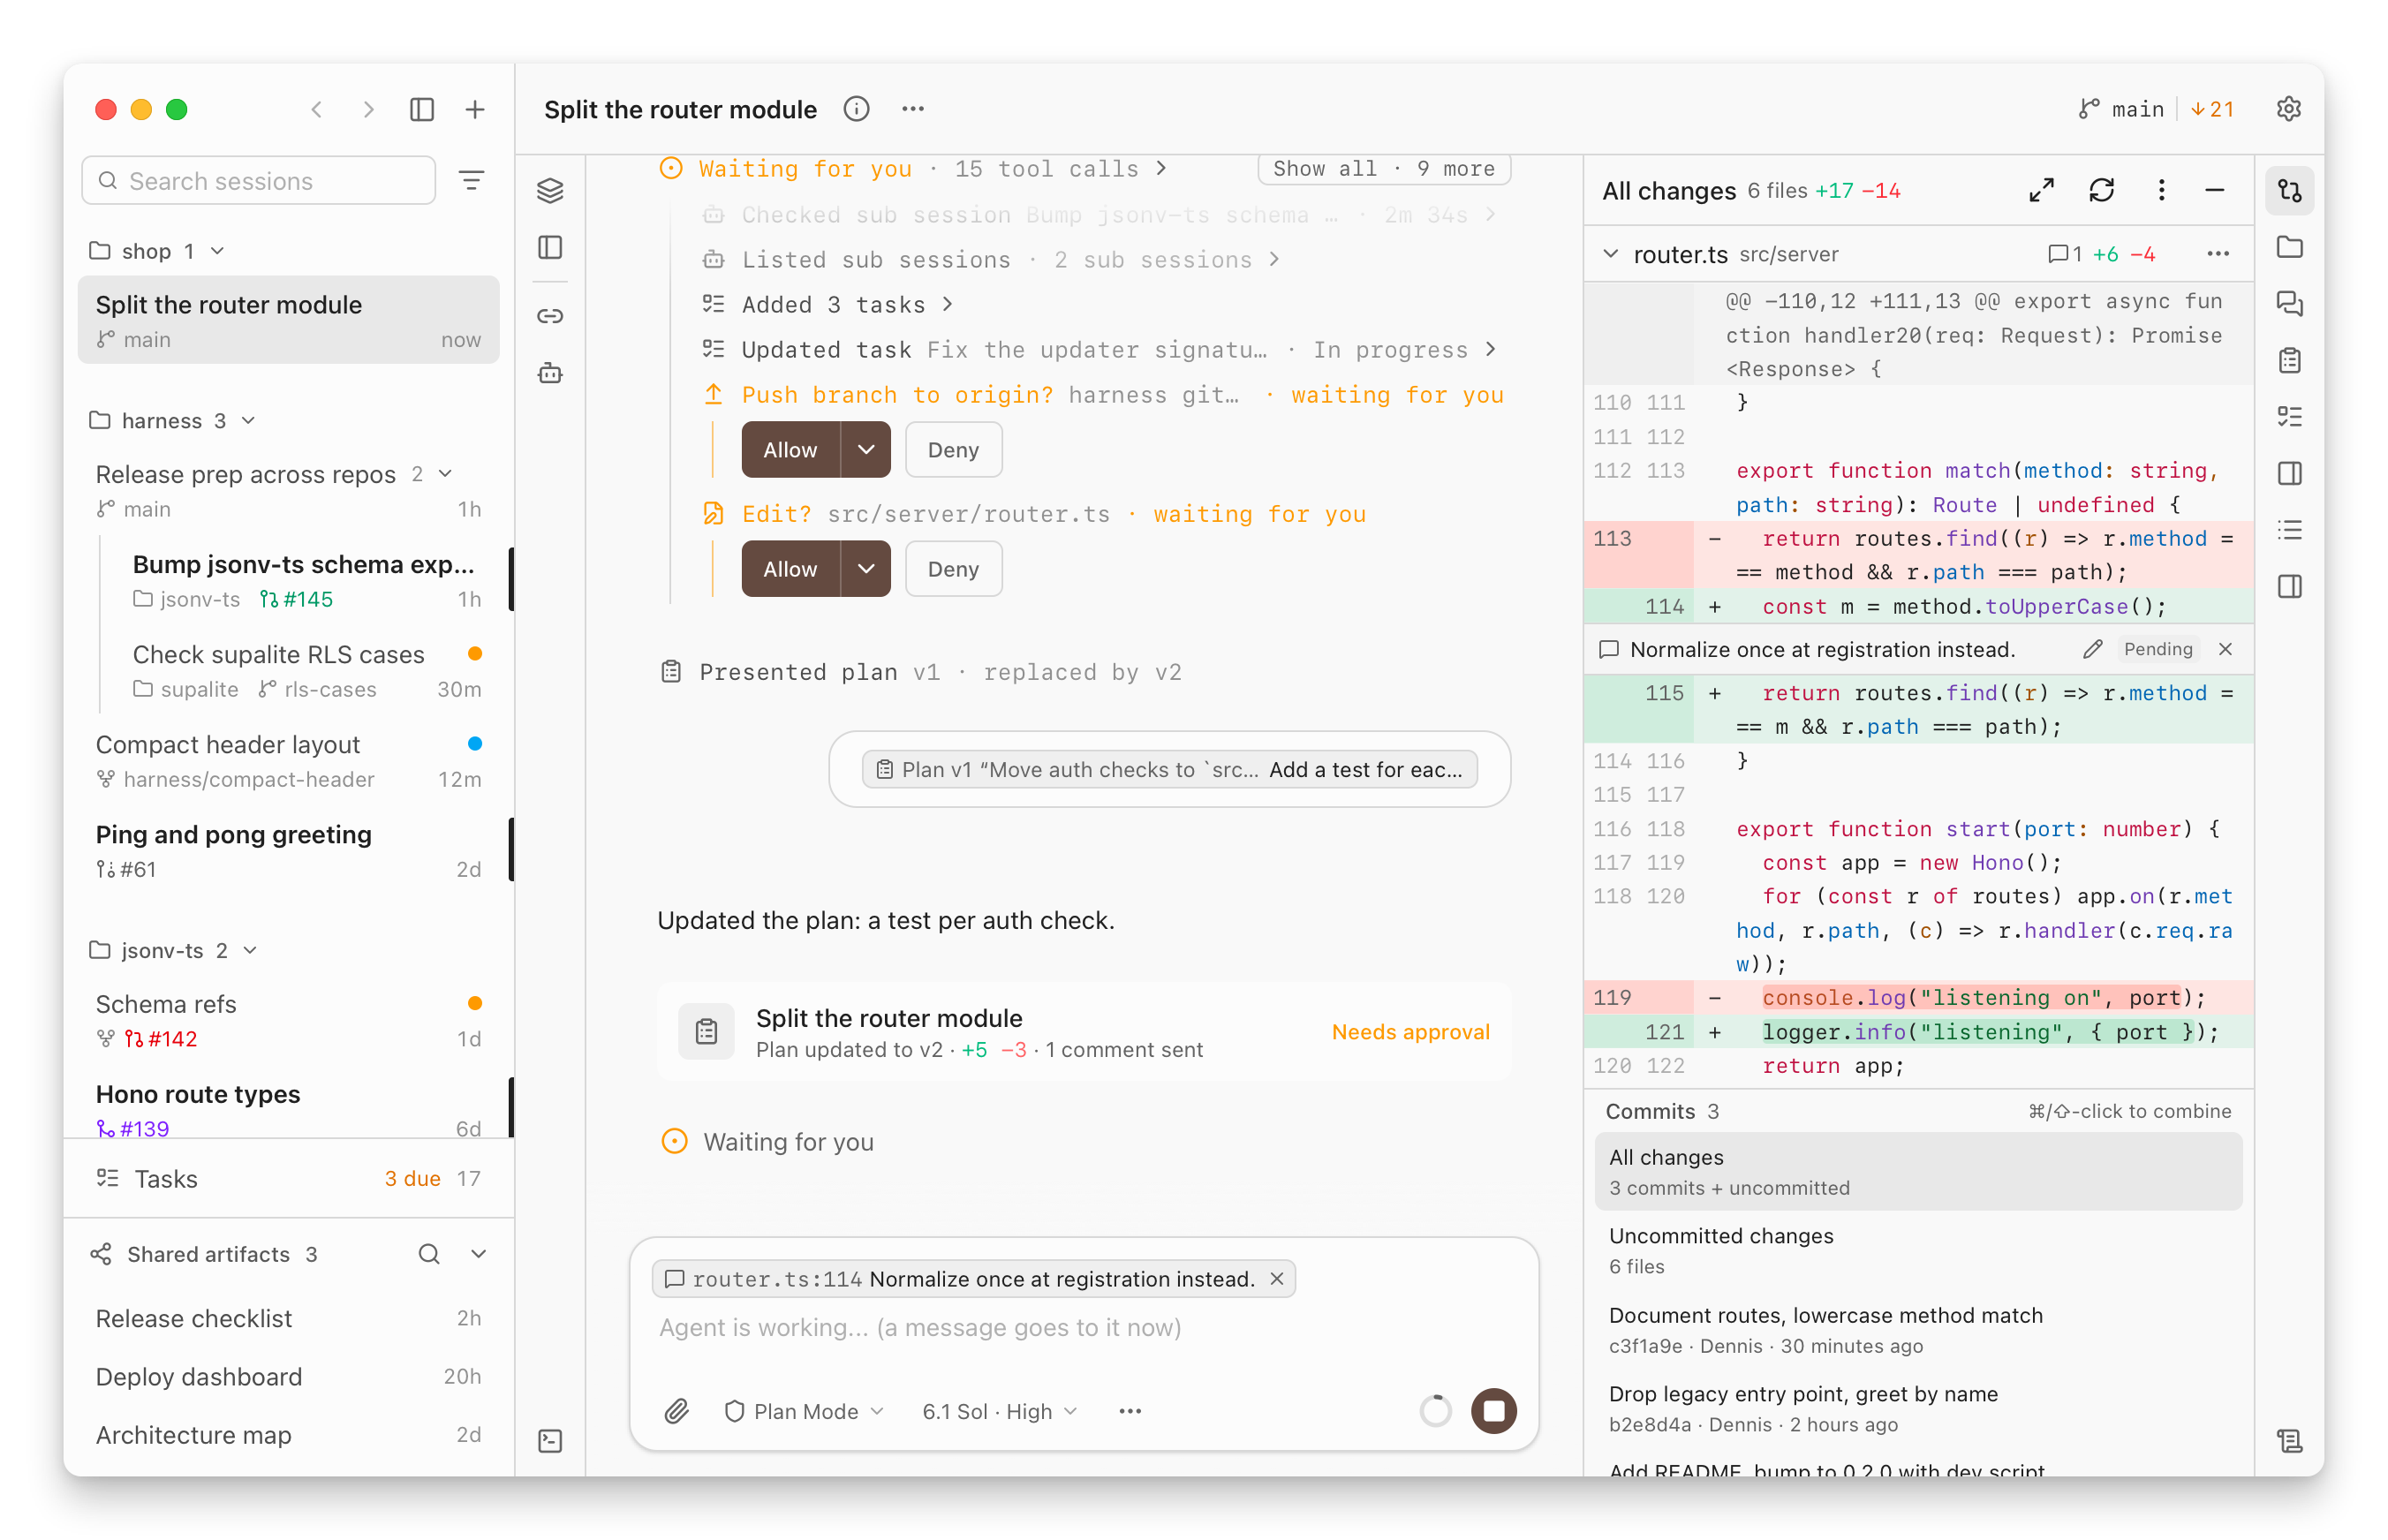 Split the router module
main
21
Search sessions
shop 1
Split the router module
main now
harness 3
Release prep across repos 2
main 1h
Bump jsonv-ts schema exp...
jsonv-ts #145 1h
Check supalite RLS cases
supalite rls-cases 30m
Compact header layout
harness/compact-header 12m
Ping and pong greeting
#61 2d
jsonv-ts 2
Schema refs
#142 1d
Hono route types
#139 6d
Tasks 3 due 17
Shared artifacts 3
Release checklist 2h
Deploy dashboard 20h
Architecture map 2d
Waiting for you · 15 tool calls
Show all · 9 more
Checked sub session Bump jsonv-ts schema … · 2m 34s
Listed sub sessions · 2 sub sessions
Added 3 tasks
Updated task Fix the updater signatu… · In progress
Push branch to origin? harness git… · waiting for you
Allow Deny
Edit? src/server/router.ts · waiting for you
Allow Deny
Presented plan v1 · replaced by v2
Plan v1 “Move auth checks to `src... Add a test for eac...
Updated the plan: a test per auth check.
Split the router module
Plan updated to v2 · +5 −3 · 1 comment sent
Needs approval
Waiting for you
router.ts:114 Normalize once at registration instead.
Agent is working... (a message goes to it now)
Plan Mode 6.1 Sol · High
All changes 6 files +17 −14
router.ts src/server 1 +6 −4
@@ −110,12 +111,13 @@ export async fun
ction handler20(req: Request): Promise
<Response> {
110 111 }
111 112
112 113 export function match(method: string,
path: string): Route | undefined {
113 − return routes.find((r) => r.method =
== method && r.path === path);
114 + const m = method.toUpperCase();
Normalize once at registration instead. Pending
115 + return routes.find((r) => r.method =
== m && r.path === path);
114 116 }
115 117
116 118 export function start(port: number) {
117 119 const app = new Hono();
118 120 for (const r of routes) app.on(r.met
hod, r.path, (c) => r.handler(c.req.ra
w));
119 − console.log("listening on", port);
121 + logger.info("listening", { port });
120 122 return app;
Commits 3 ⌘/⇧-click to combine
All changes
3 commits + uncommitted
Uncommitted changes
6 files
Document routes, lowercase method match
c3f1a9e · Dennis · 30 minutes ago
Drop legacy entry point, greet by name
b2e8d4a · Dennis · 2 hours ago
Add README, bump to 0.2.0 with dev script